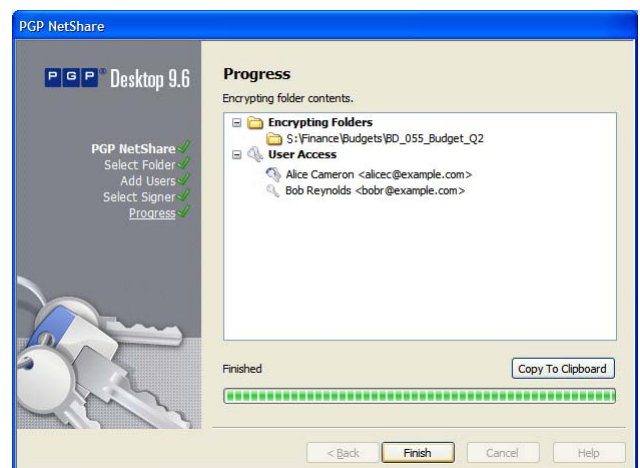 PGP NetShare
PGP® Desktop 9.6
PGP NetShare
Select Folder
Add Users
Select Signer
Progress
Progress
Encrypting folder contents.
Encrypting Folders
S:\Finance\Budgets\BD_055_Budget_Q2
User Access
Alice Cameron <alicec@example.com>
Bob Reynolds <bobr@example.com>
Finished
Copy To Clipboard
< Back
Finish
Cancel
Help